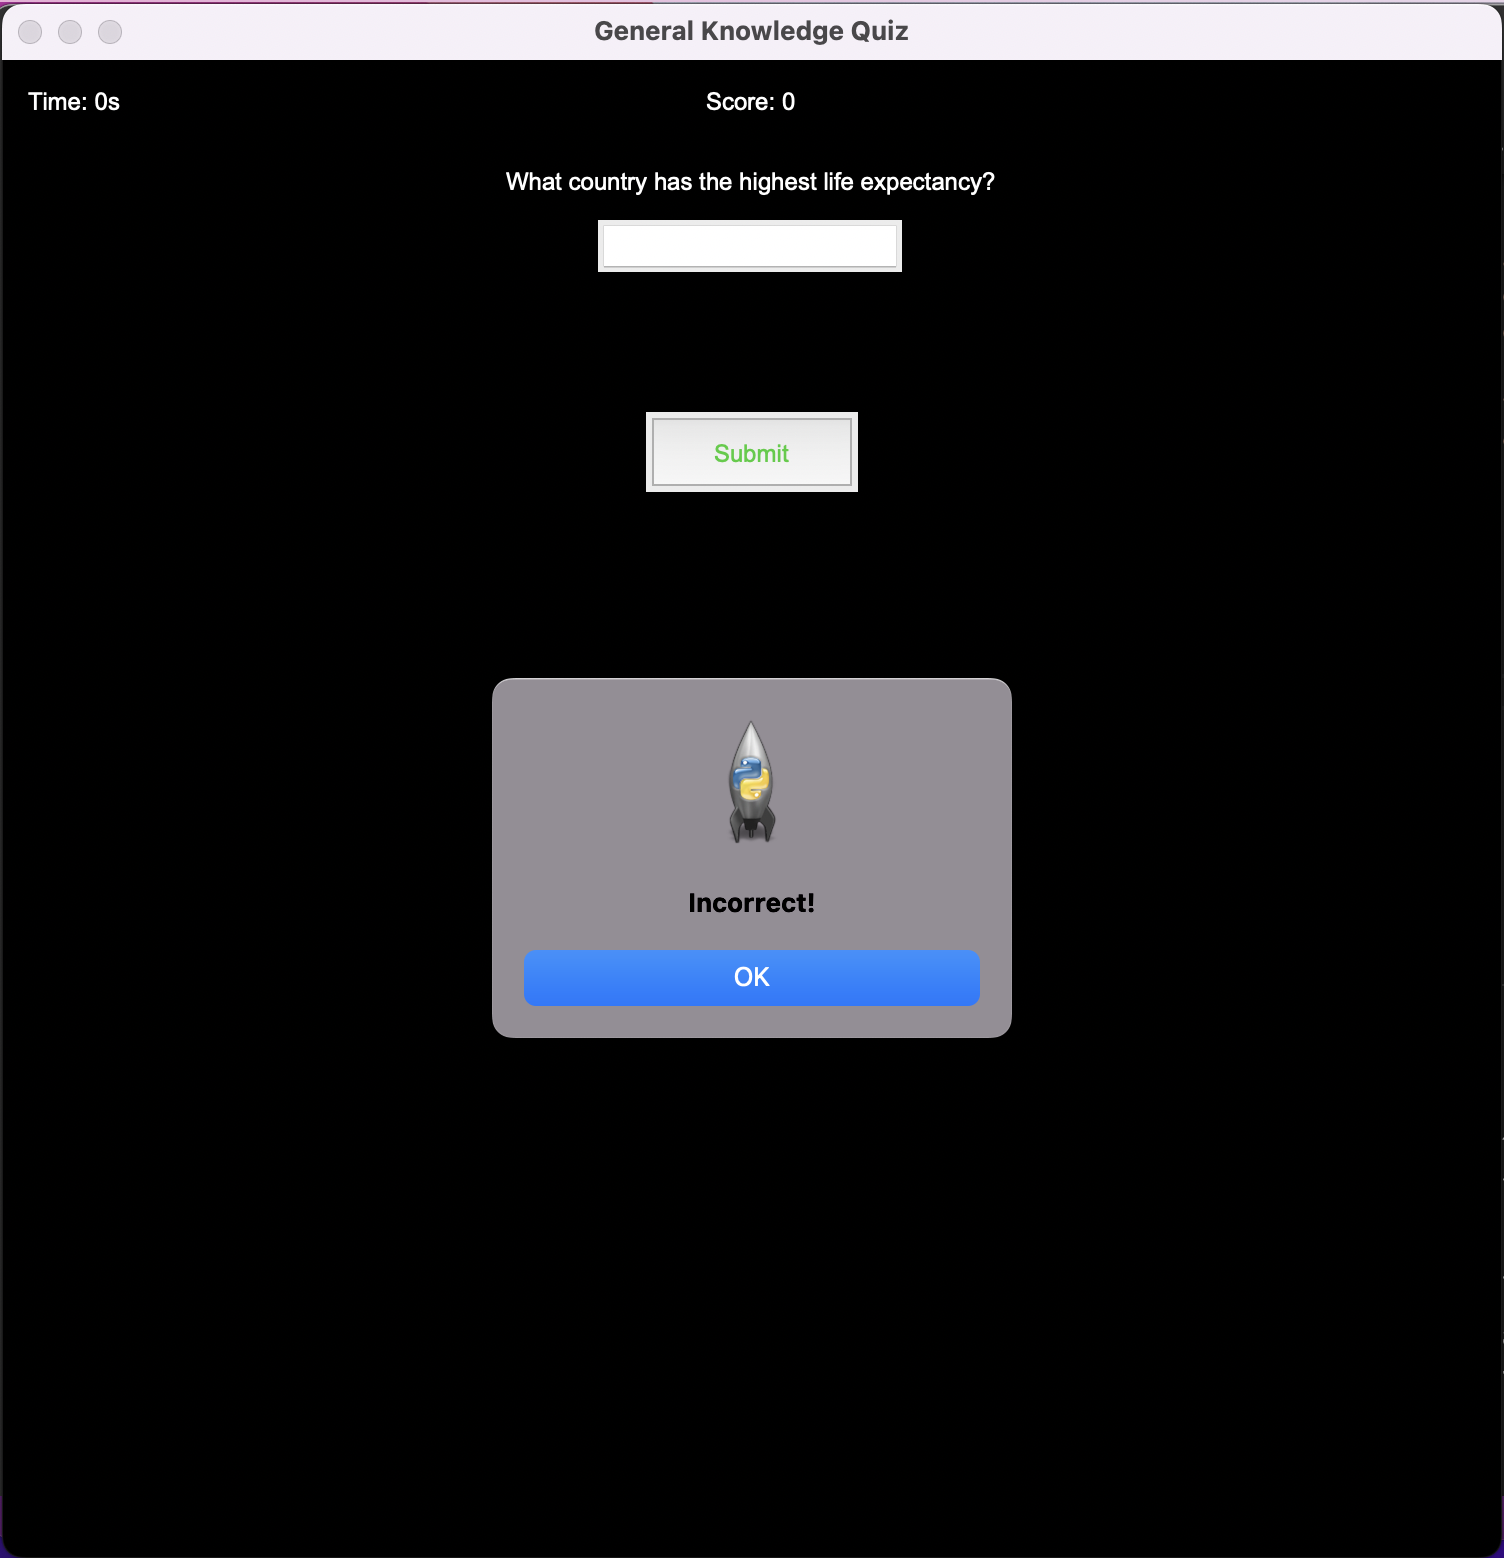 General Knowledge Quiz
Time: 0s
Score: 0
What country has the highest life expectancy?
Submit
Incorrect!
OK